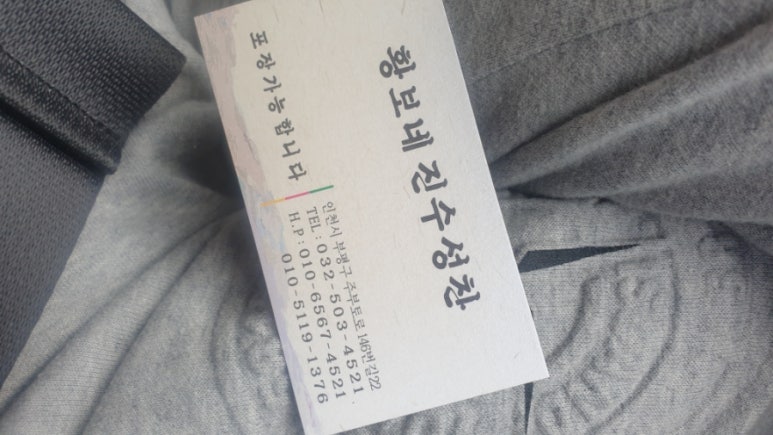 황보네 진수성찬
포장가능합니다
인천시 부평구 주부토로 146번길 22
TEL : 032-503-4521.
H.P : 010-6567-4521
010-5119-1376